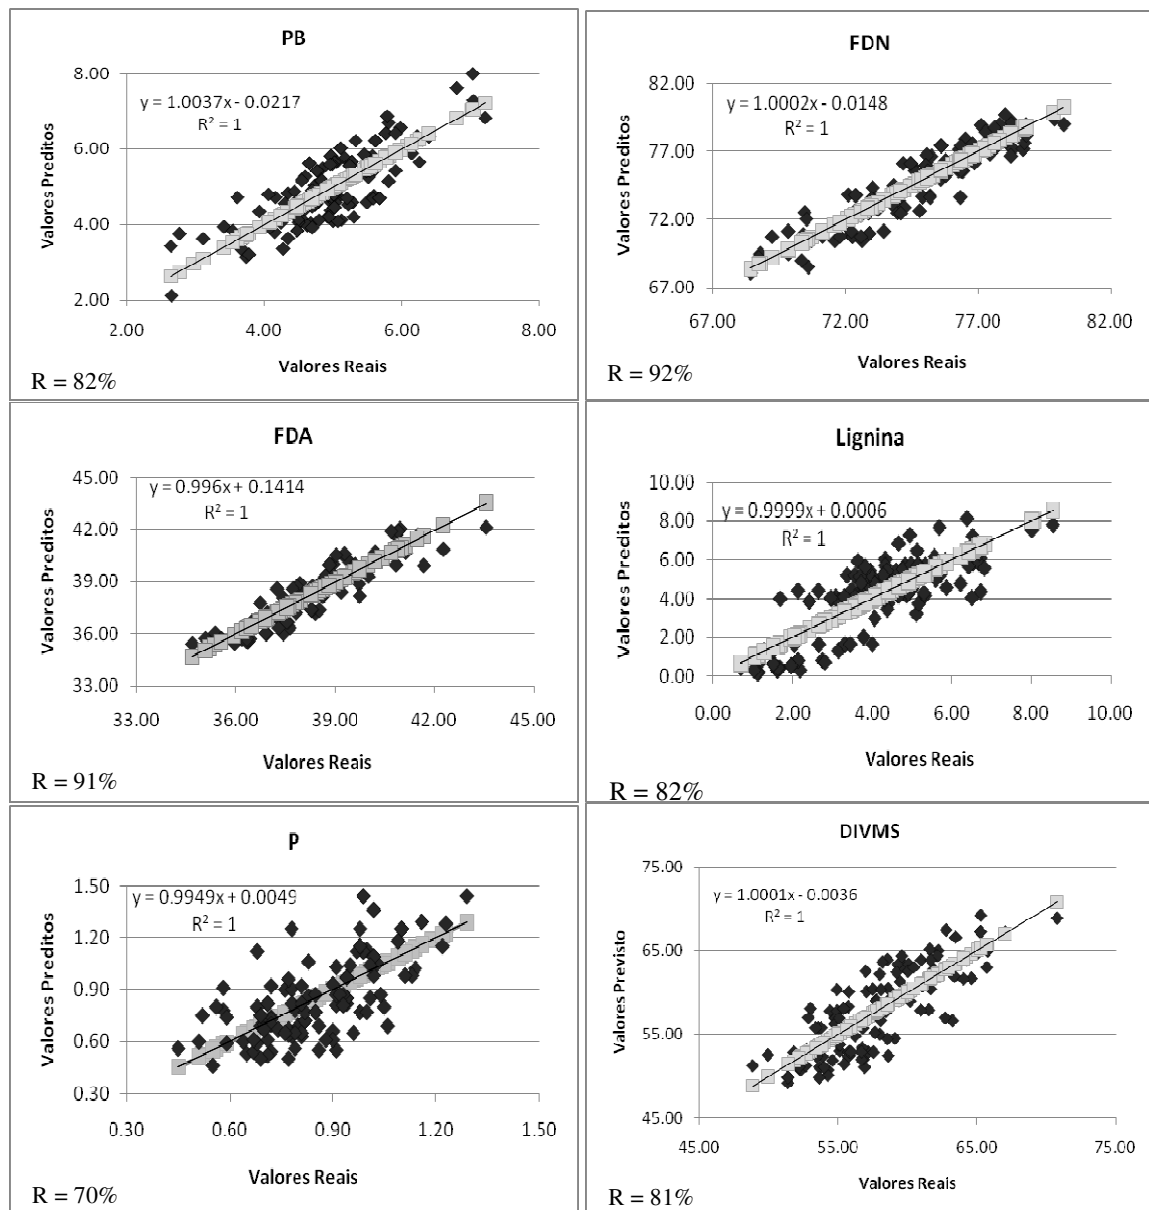 PB
8.00
y = 1.0037x - 0.0217
R² = 1
6.00
Valores Preditos
4.00
2.00
2.00 4.00 6.00 8.00
Valores Reais
R = 82%
FDN
82.00
y = 1.0002x - 0.0148
R² = 1
77.00
Valores Preditos
72.00
67.00
67.00 72.00 77.00 82.00
Valores Reais
R = 92%
FDA
45.00
y = 0.996x + 0.1414
R² = 1
42.00
Valores Preditos
39.00
36.00
33.00
33.00 36.00 39.00 42.00 45.00
Valores Reais
R = 91%
Lignina
10.00
y = 0.9999x + 0.0006
8.00
R² = 1
6.00
Valores Preditos
4.00
2.00
0.00
0.00 2.00 4.00 6.00 8.00 10.00
Valores Reais
R = 82%
P
1.50
y = 0.9949x + 0.0049
R² = 1
1.20
Valores Preditos
0.90
0.60
0.30
0.30 0.60 0.90 1.20 1.50
Valores Reais
R = 70%
DIVMS
75.00
y = 1.0001x - 0.0036
R² = 1
65.00
Valores Previsto
55.00
45.00
45.00 55.00 65.00 75.00
Valores Reais
R = 81%